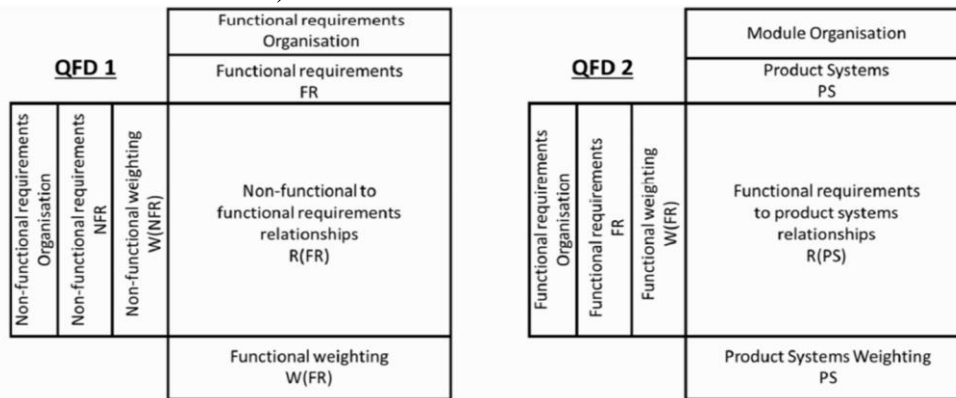 Functional requirements
Organisation
QFD 1
Functional requirements
FR
Non-functional requirements
Organisation
Non-functional requirements
NFR
Non-functional weighting
W(NFR)
Non-functional to
functional requirements
relationships
R(FR)
Functional weighting
W(FR)
Module Organisation
QFD 2
Product Systems
PS
Functional requirements
Organisation
Functional requirements
FR
Functional weighting
W(FR)
Functional requirements
to product systems
relationships
R(PS)
Product Systems Weighting
PS